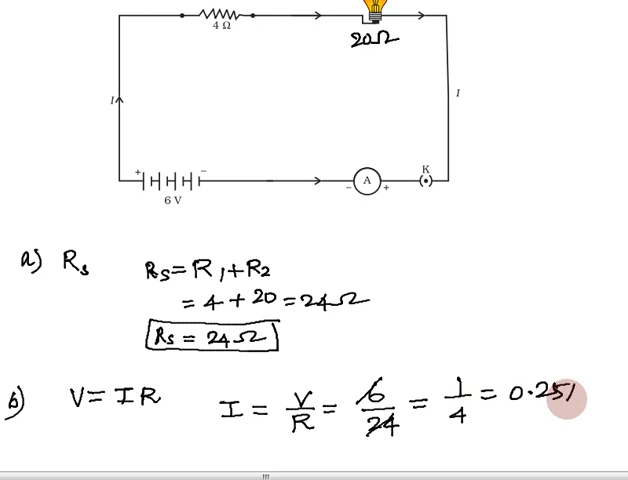 4 Ω
20Ω
I
I
K
+ − − A +
6 V
a) Rs Rs = R1 + R2
= 4 + 20 = 24Ω
Rs = 24Ω
b) V = IR I = V/R = 6/24 = 1/4 = 0.25